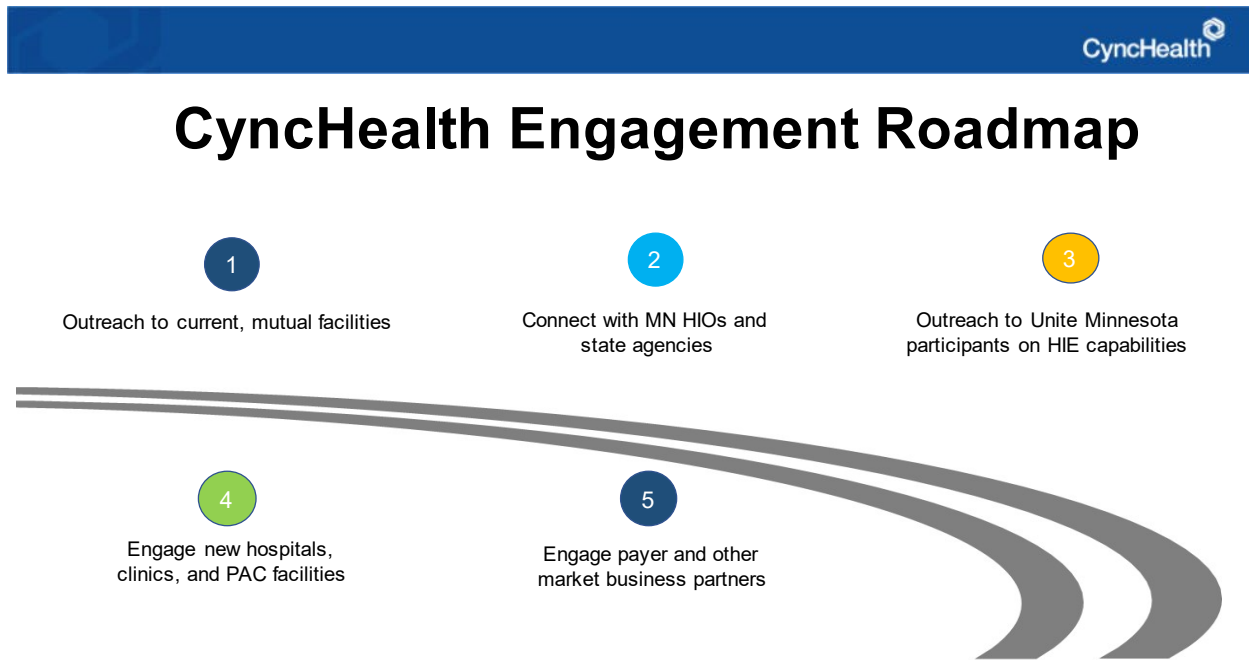 CyncHealth
CyncHealth Engagement Roadmap
1
Outreach to current, mutual facilities
2
Connect with MN HIOs and
state agencies
3
Outreach to Unite Minnesota
participants on HIE capabilities
4
Engage new hospitals,
clinics, and PAC facilities
5
Engage payer and other
market business partners